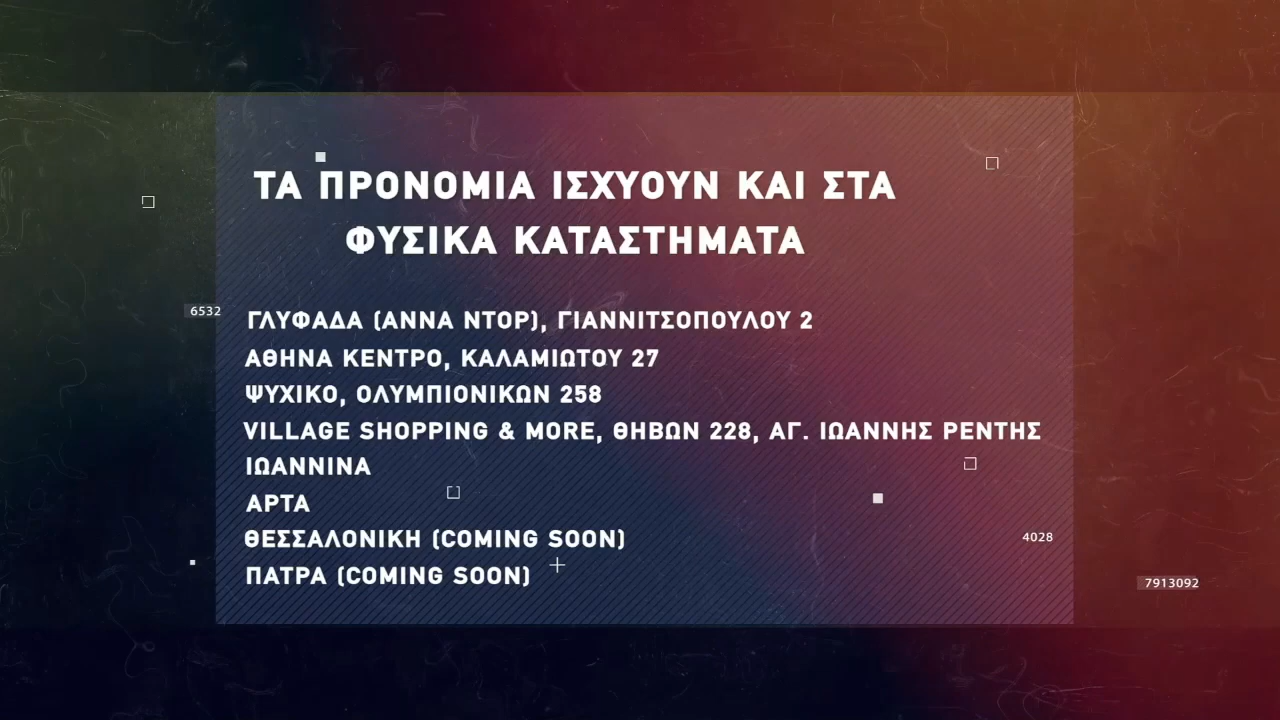 ΤΑ ΠΡΟΝΟΜΙΑ ΙΣΧΥΟΥΝ ΚΑΙ ΣΤΑ
ΦΥΣΙΚΑ ΚΑΤΑΣΤΗΜΑΤΑ
6532
ΓΛΥΦΑΔΑ (ΑΝΝΑ ΝΤΟΡ), ΓΙΑΝΝΙΤΣΟΠΟΥΛΟΥ 2
ΑΘΗΝΑ ΚΕΝΤΡΟ, ΚΑΛΑΜΙΩΤΟΥ 27
ΨΥΧΙΚΟ, ΟΛΥΜΠΙΟΝΙΚΩΝ 258
VILLAGE SHOPPING & MORE, ΘΗΒΩΝ 228, ΑΓ. ΙΩΑΝΝΗΣ ΡΕΝΤΗΣ
ΙΩΑΝΝΙΝΑ
ΑΡΤΑ
ΘΕΣΣΑΛΟΝΙΚΗ (COMING SOON)
4028
ΠΑΤΡΑ (COMING SOON)
7913092